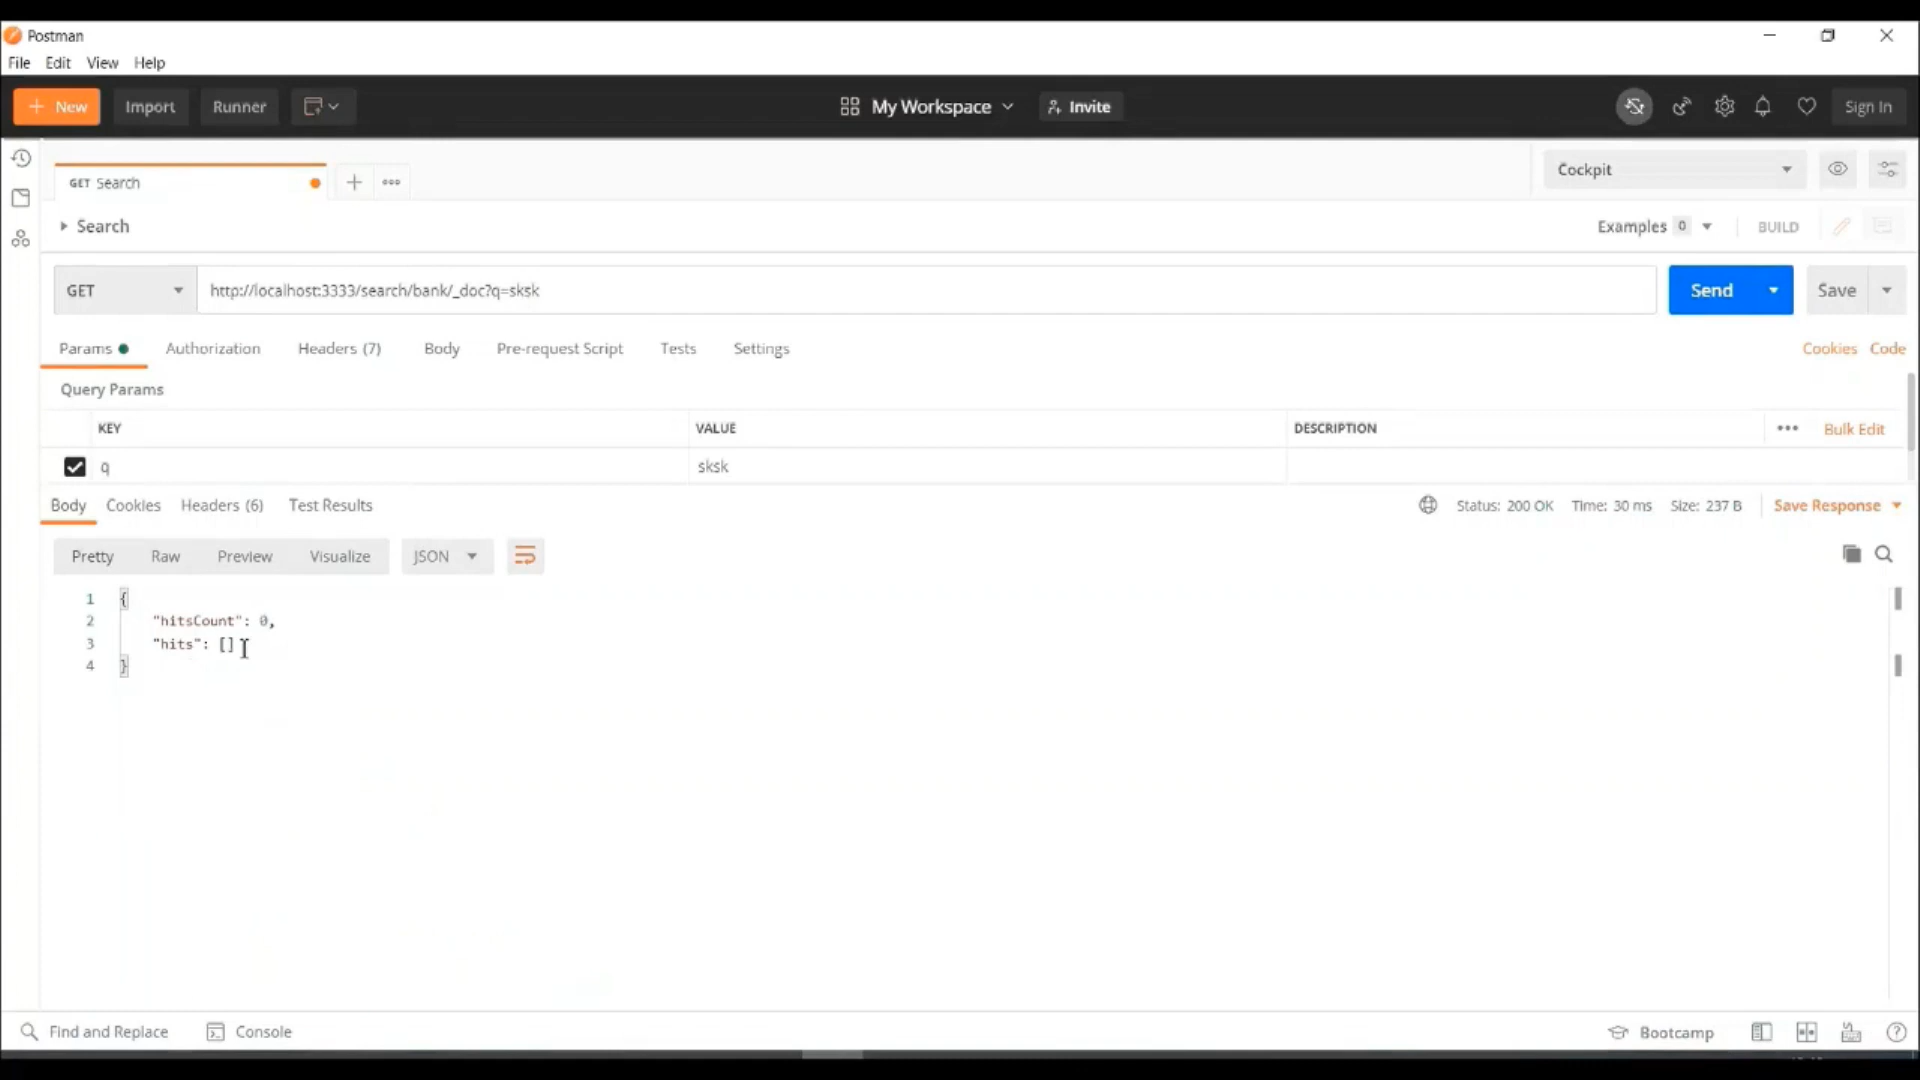 Postman
File Edit View Help
+ New Import Runner My Workspace Invite Sign In
GET Search + ••• Cockpit
Search Examples 0 BUILD
GET http://localhost:3333/search/bank/_doc?q=sksk Send Save
Params Authorization Headers (7) Body Pre-request Script Tests Settings Cookies Code
Query Params
KEY VALUE DESCRIPTION ••• Bulk Edit
q sksk
Body Cookies Headers (6) Test Results Status: 200 OK Time: 30 ms Size: 237 B Save Response
Pretty Raw Preview Visualize JSON
1 {
2 "hitsCount": 0,
3 "hits": []
4 }
Find and Replace Console Bootcamp